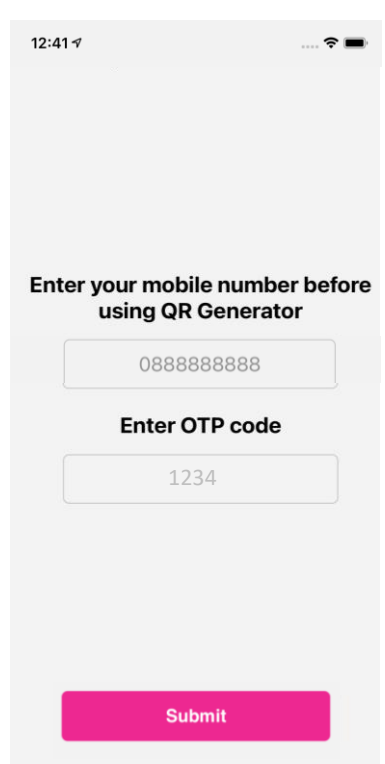 12:41
Enter your mobile number before
using QR Generator
0888888888
Enter OTP code
1234
Submit